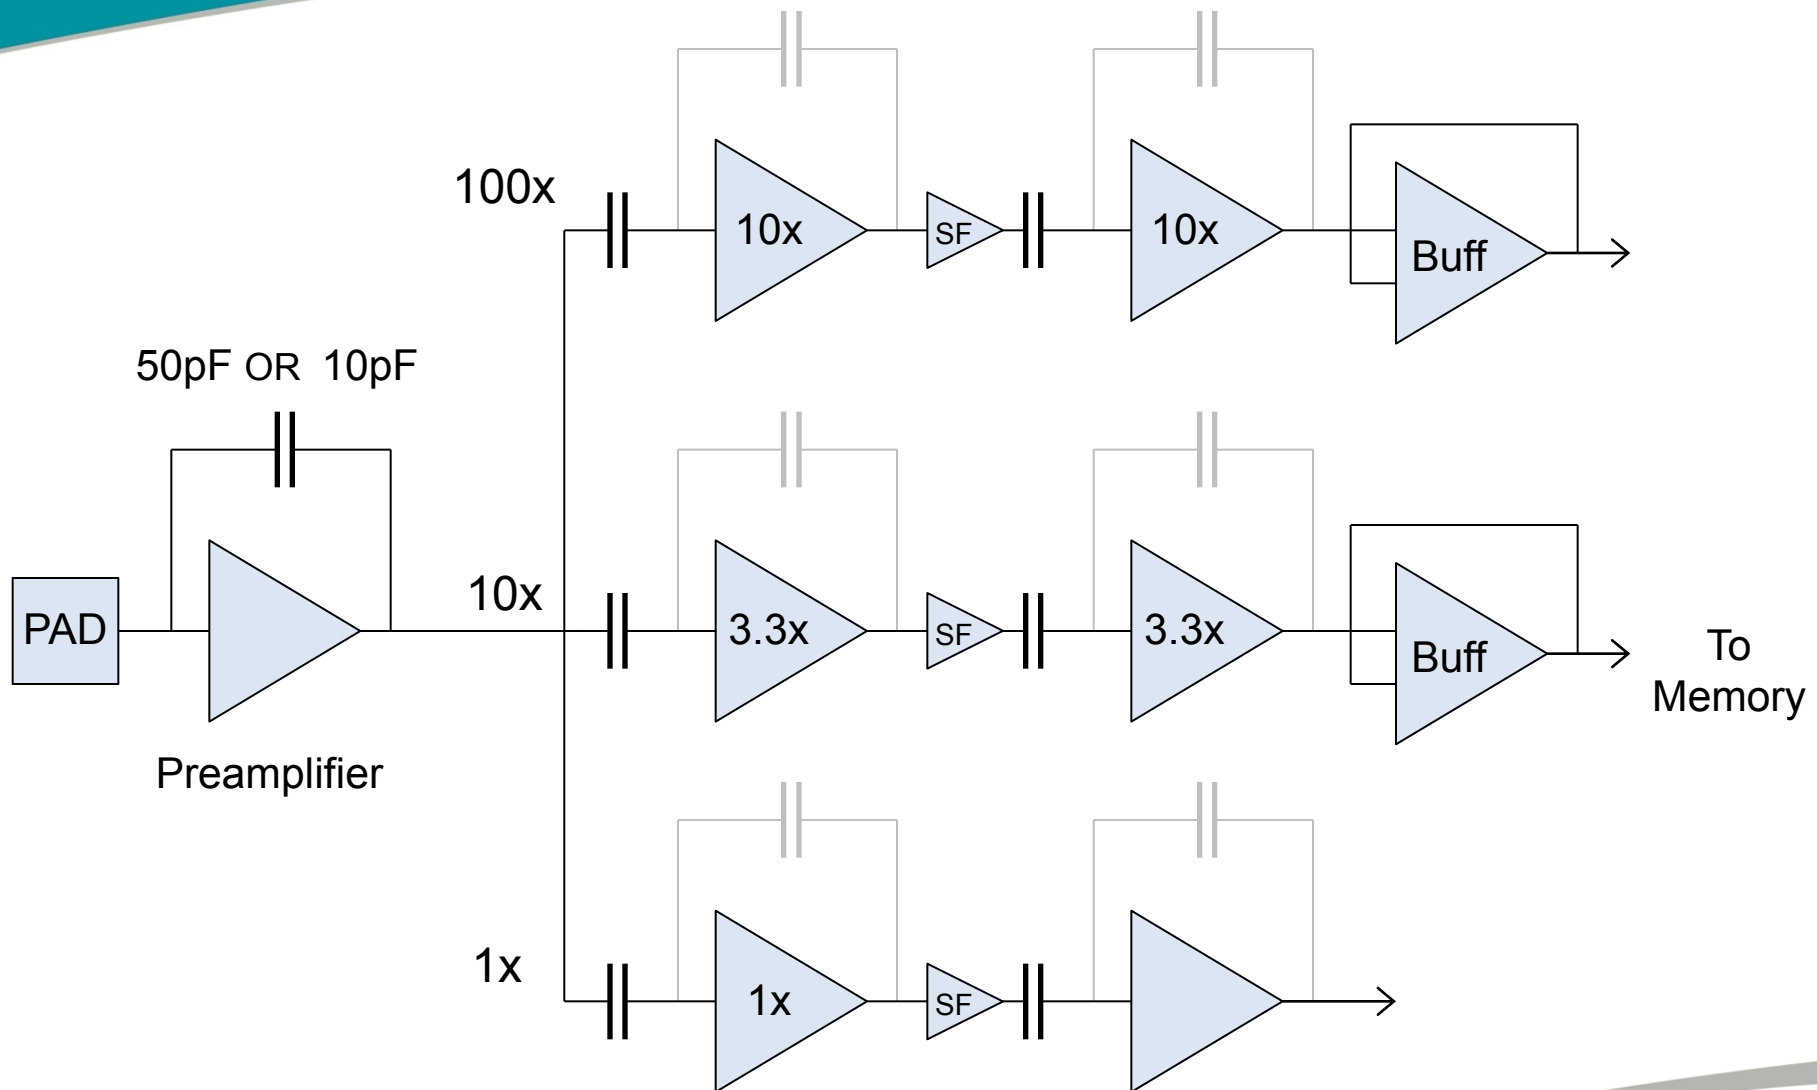 100x
10x
SF
10x
Buff
50pF OR 10pF
PAD
Preamplifier
10x
3.3x
SF
3.3x
Buff
To
Memory
1x
1x
SF